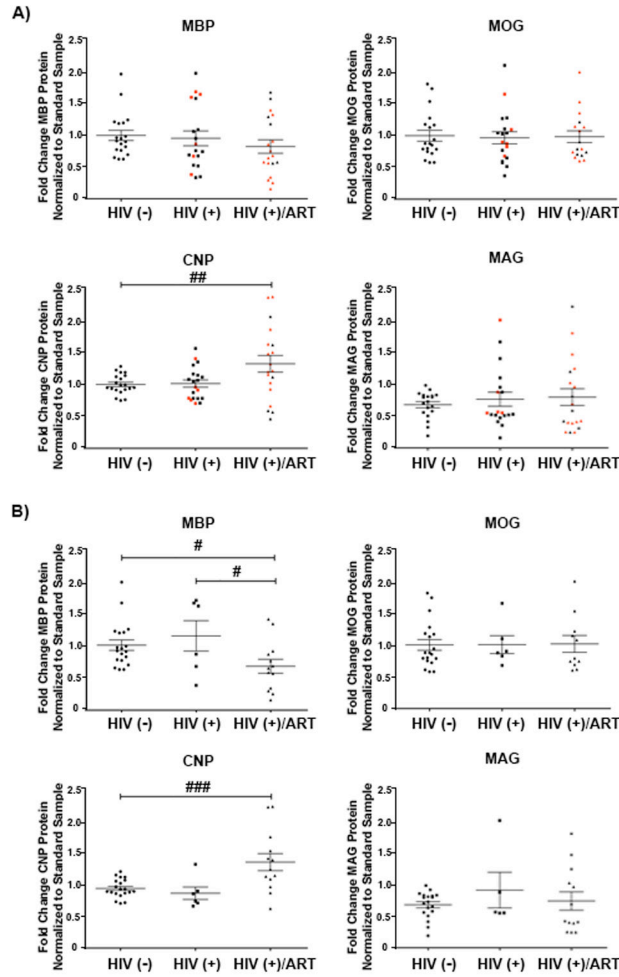 A)
MBP
Fold Change MBP Protein
Normalized to Standard Sample
2.5
2.0
1.5
1.0
0.5
0
HIV (-) HIV (+) HIV (+)/ART
MOG
Fold Change MOG Protein
Normalized to Standard Sample
2.5
2.0
1.5
1.0
0.5
0
HIV (-) HIV (+) HIV (+)/ART
CNP
##
Fold Change CNP Protein
Normalized to Standard Sample
2.5
2.0
1.5
1.0
0.5
0
HIV (-) HIV (+) HIV (+)/ART
MAG
Fold Change MAG Protein
Normalized to Standard Sample
2.5
2.0
1.5
1.0
0.5
0
HIV (-) HIV (+) HIV (+)/ART
B)
MBP
#
#
Fold Change MBP Protein
Normalized to Standard Sample
2.5
2.0
1.5
1.0
0.5
0
HIV (-) HIV (+) HIV (+)/ART
MOG
Fold Change MOG Protein
Normalized to Standard Sample
2.5
2.0
1.5
1.0
0.5
0
HIV (-) HIV (+) HIV (+)/ART
CNP
###
Fold Change CNP Protein
Normalized to Standard Sample
2.5
2.0
1.5
1.0
0.5
0
HIV (-) HIV (+) HIV (+)/ART
MAG
Fold Change MAG Protein
Normalized to Standard Sample
2.5
2.0
1.5
1.0
0.5
0
HIV (-) HIV (+) HIV (+)/ART